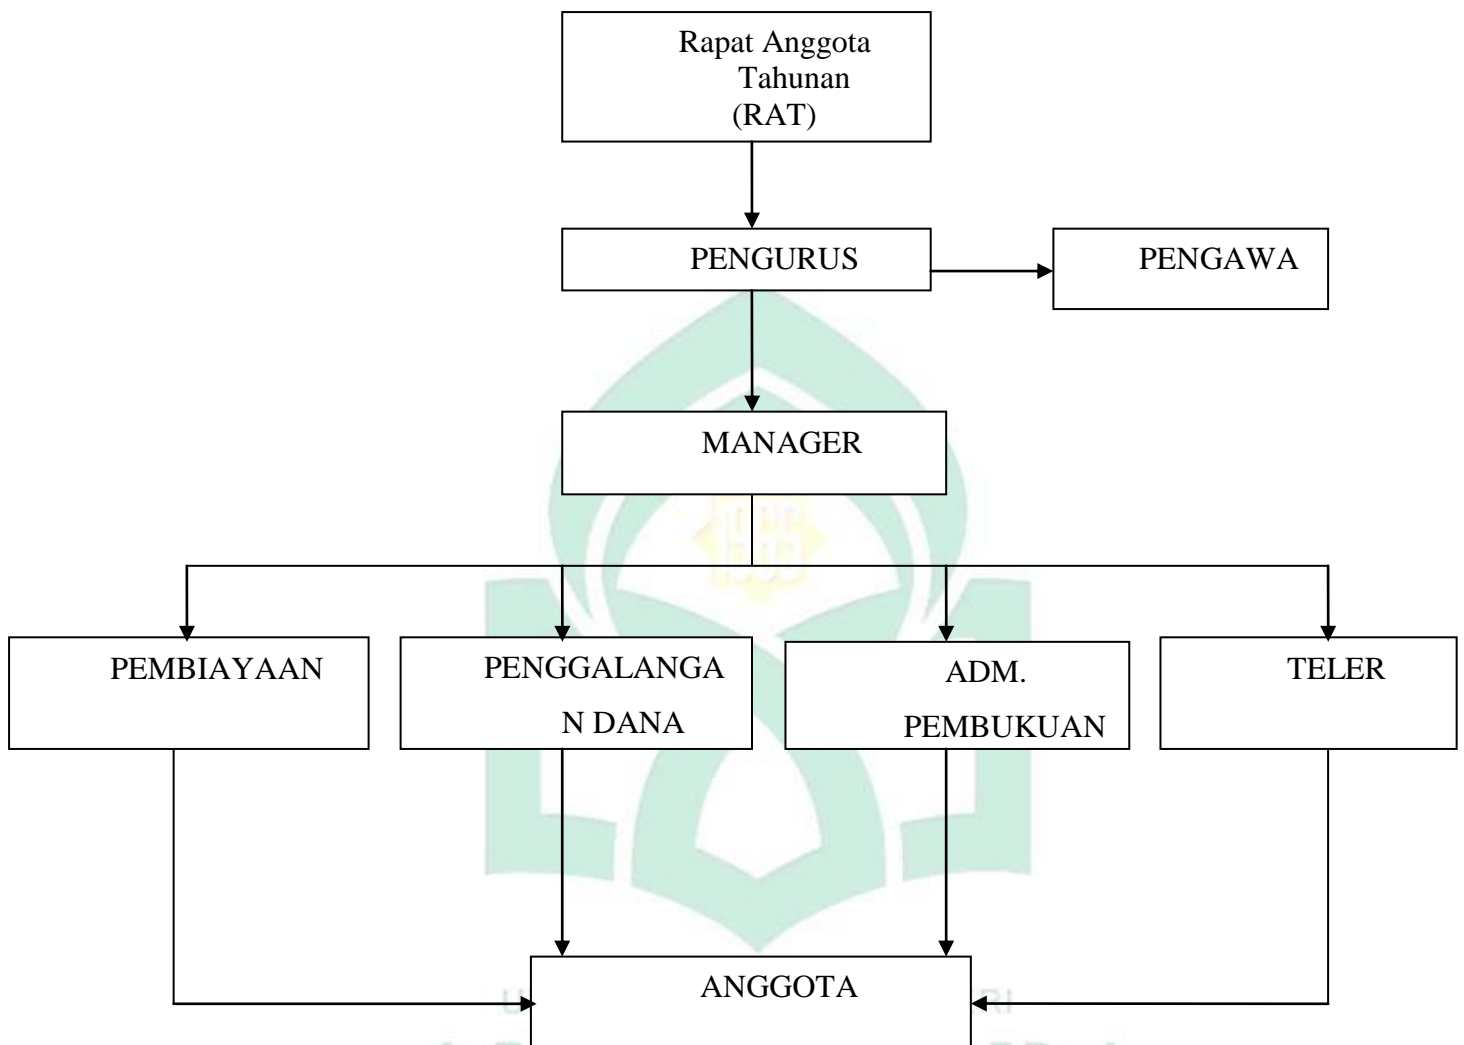 Rapat Anggota
Tahunan
(RAT)
PENGURUS
PENGAWA
MANAGER
PEMBIAYAAN
PENGGALANGA
N DANA
ADM.
PEMBUKUAN
TELER
ANGGOTA